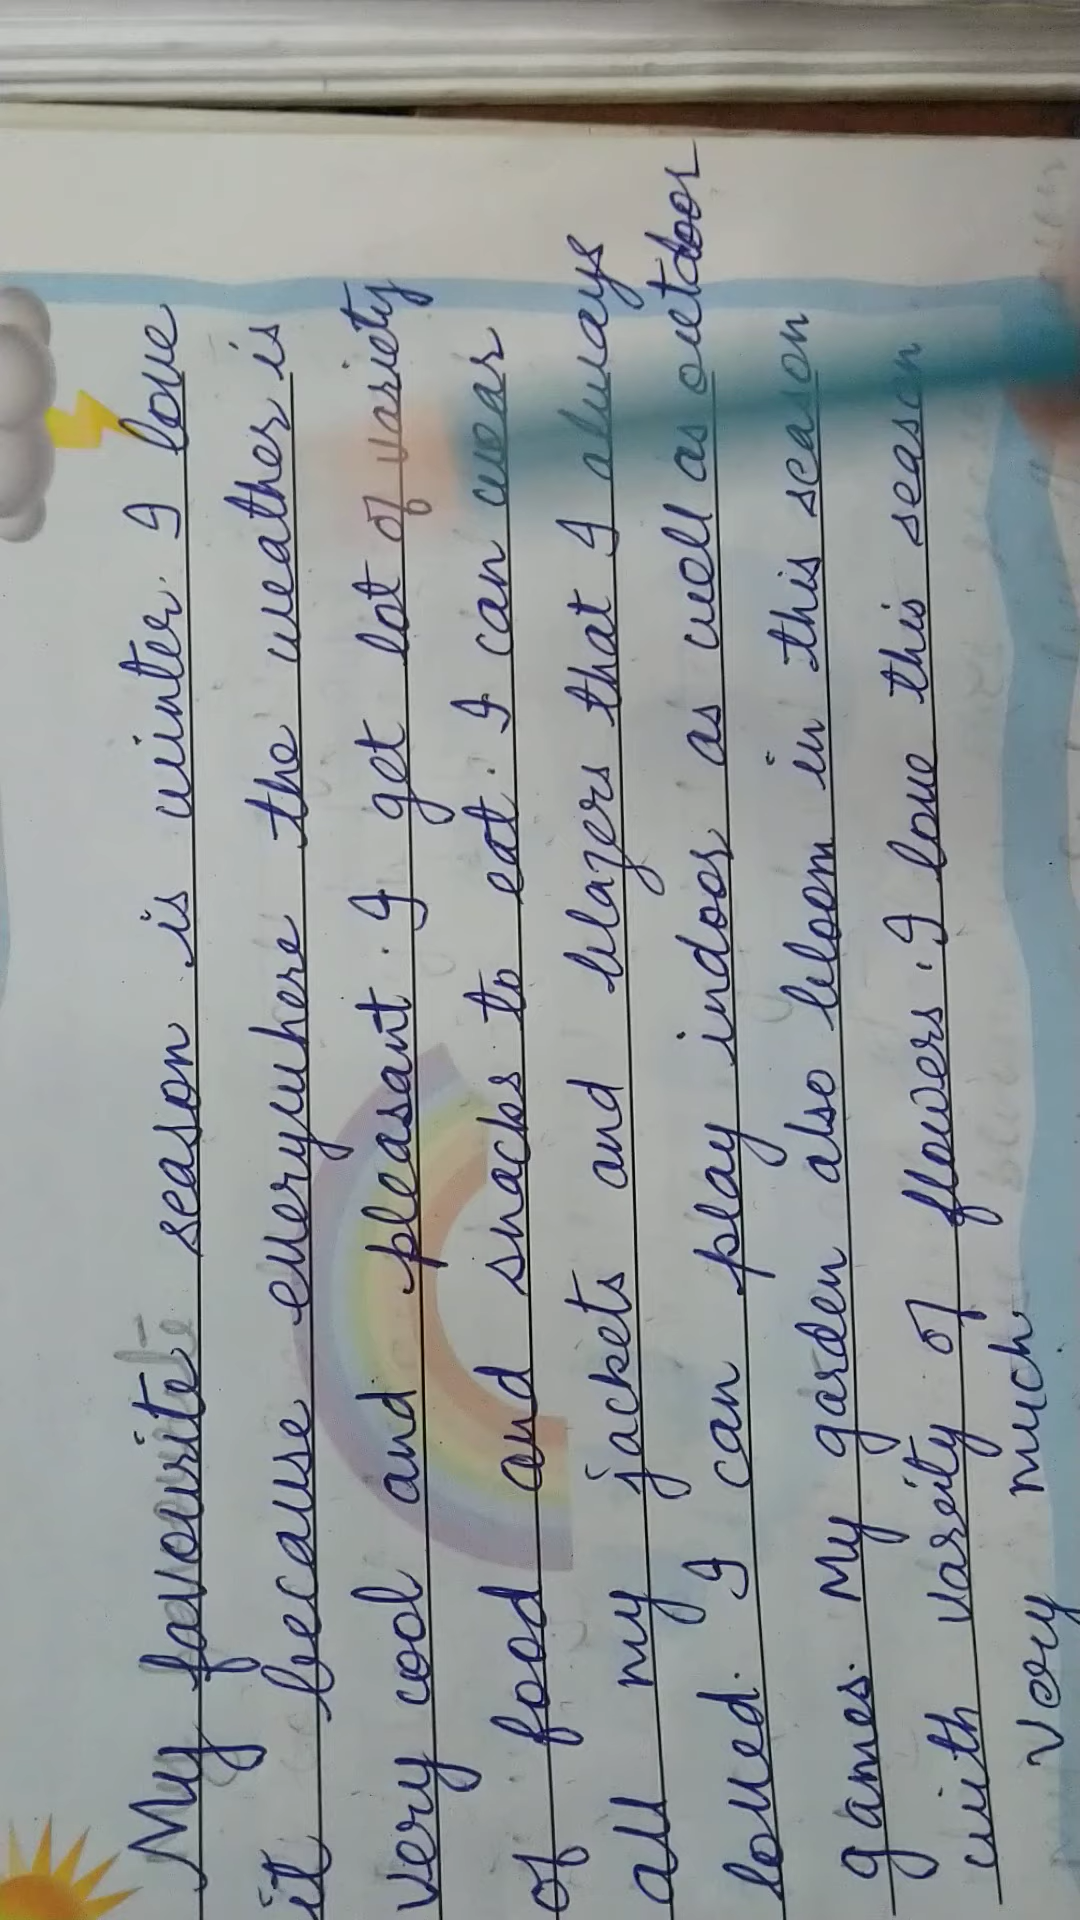 My favourite season is winter. I love
it because everywhere the weather is
very cool and pleasant. I get lot of variety
of food and snacks to eat. I can wear
all my jackets and blazers that I always
loved. I can play indoor as well as outdoor
games. My garden also bloom in this season
with vareity of flowers. I love this season
very much.